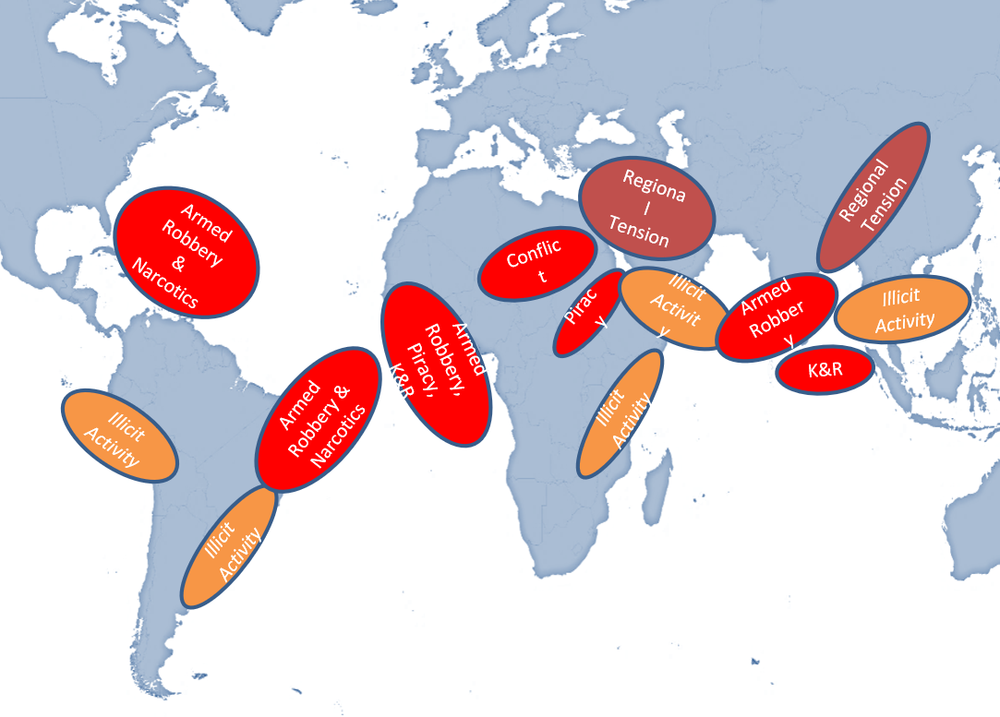 Armed
Robbery
&
Narcotics
Regiona
l
Tension
Regional
Tension
Conflic
t
Pirac
y
Illicit
Activit
y
Armed
Robber
y
Illicit
Activity
K&R
Armed
Robbery,
Piracy,
K&R
Armed
Robbery &
Narcotics
Illicit
Activity
Illicit
Activity
Illicit
Activity